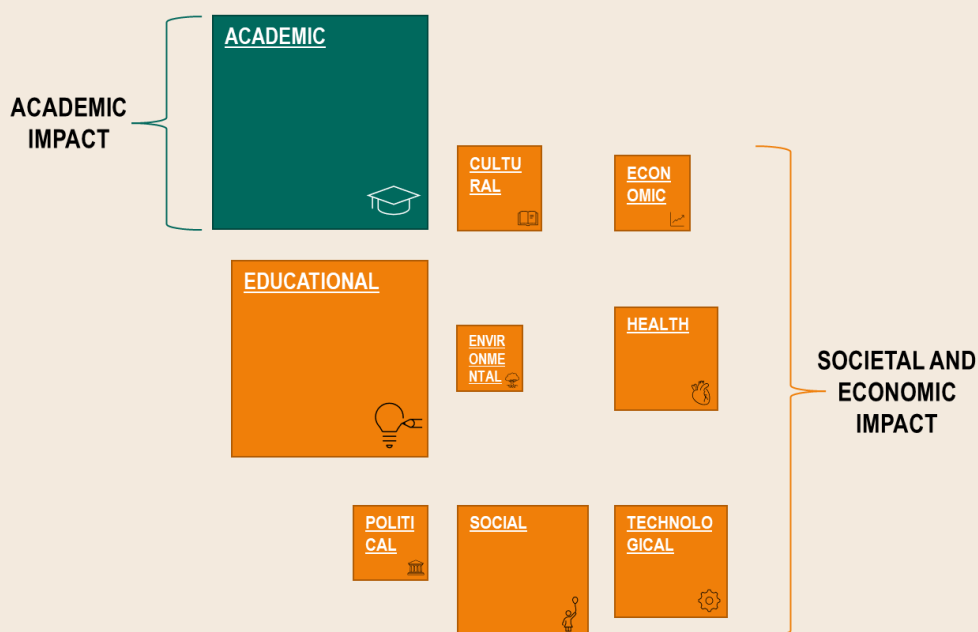 ACADEMIC
ACADEMIC
IMPACT
CULTU
RAL
ECON
OMIC
EDUCATIONAL
ENVIR
ONME
NTAL
HEALTH
SOCIETAL AND
ECONOMIC
IMPACT
POLITI
CAL
SOCIAL
TECHNOLO
GICAL